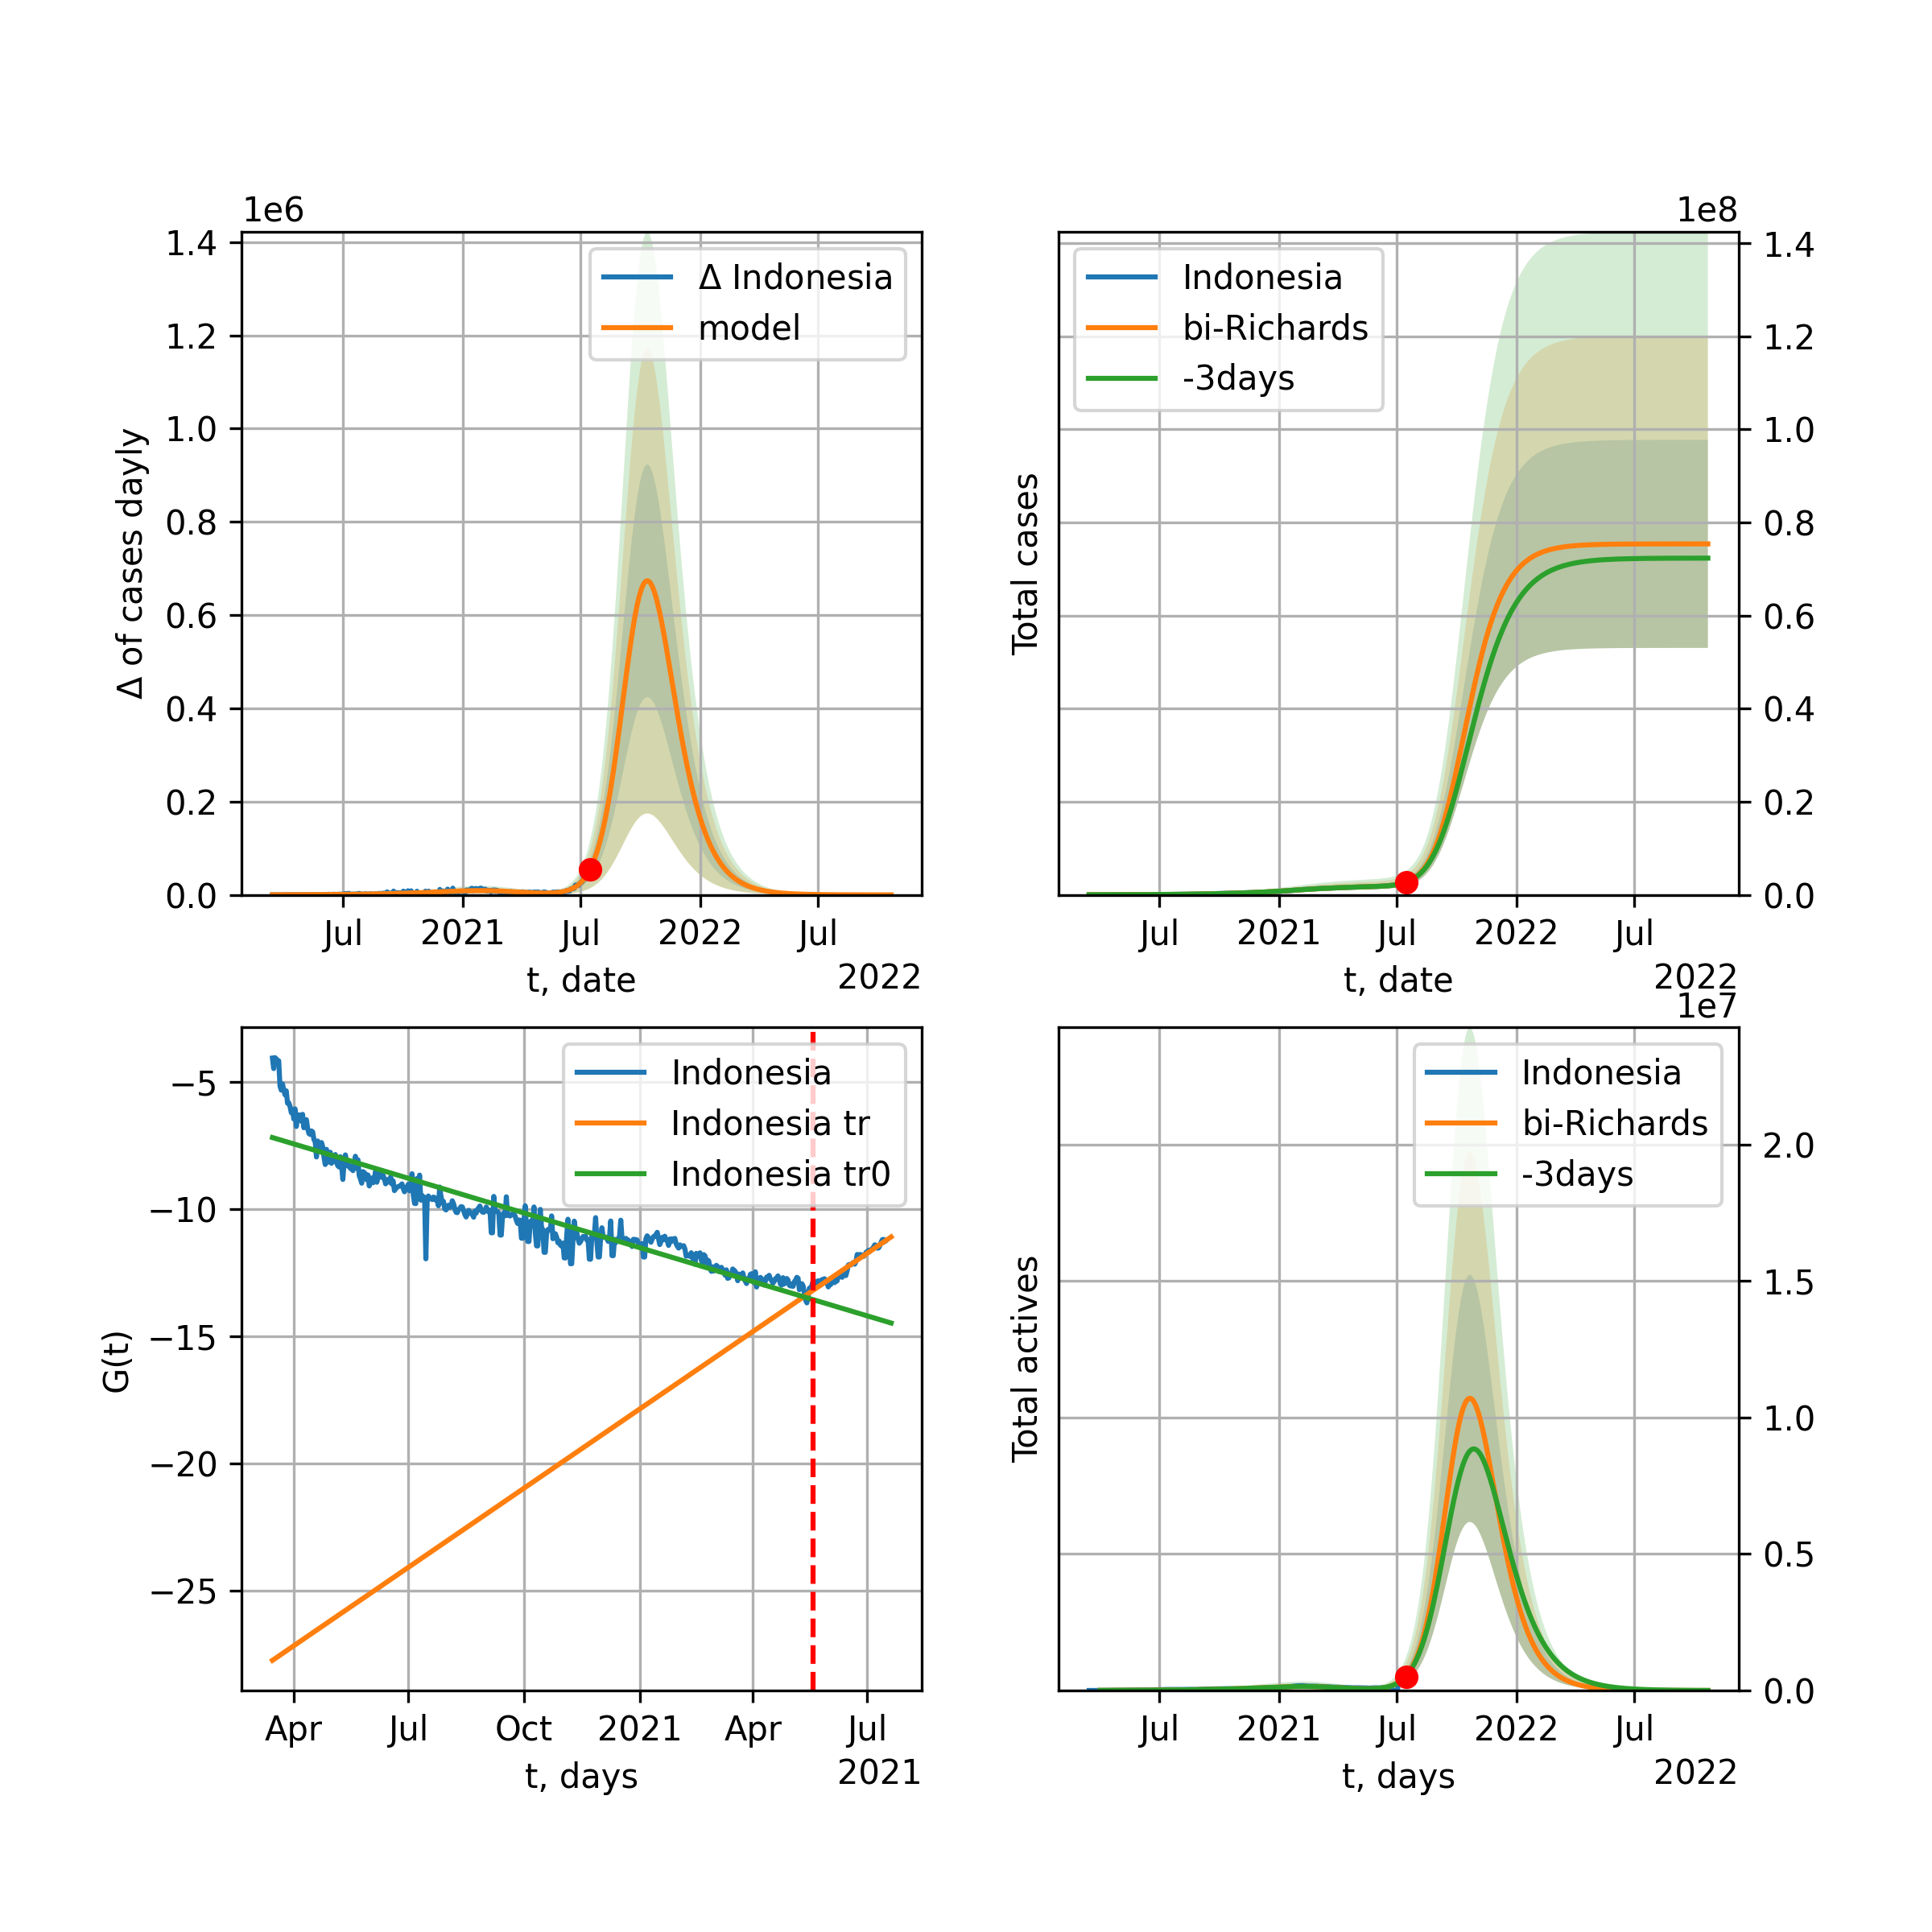 1e6
1.4
1.2
1.0
0.8
0.6
0.4
0.2
0.0
Δ of cases dayly
Δ Indonesia
model
Jul
2021
Jul
2022
Jul
t, date
2022
1e8
1.4
1.2
1.0
0.8
0.6
0.4
0.2
0.0
Total cases
Indonesia
bi-Richards
-3days
Jul
2021
Jul
2022
Jul
t, date
2022
−5
−10
−15
−20
−25
G(t)
Indonesia
Indonesia tr
Indonesia tr0
Apr
Jul
Oct
2021
Apr
Jul
t, days
2021
1e7
2.0
1.5
1.0
0.5
0.0
Total actives
Indonesia
bi-Richards
-3days
Jul
2021
Jul
2022
Jul
t, days
2022